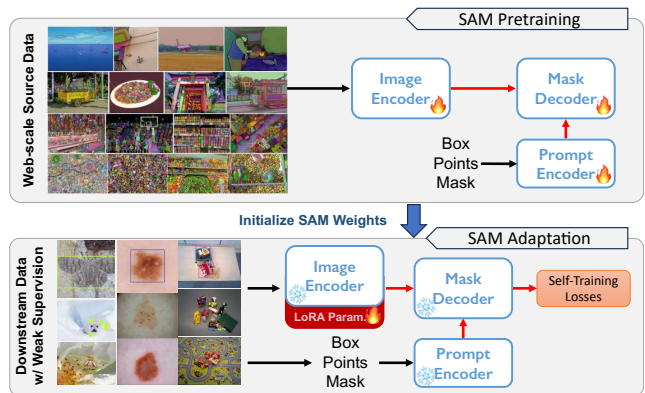 SAM Pretraining
Web-scale Source Data
Image
Encoder
Mask
Decoder
Box
Points
Mask
Prompt
Encoder
Initialize SAM Weights
SAM Adaptation
Downstream Data
w/ Weak Supervision
Image
Encoder
LoRA Param.
Mask
Decoder
Self-Training
Losses
Box
Points
Mask
Prompt
Encoder